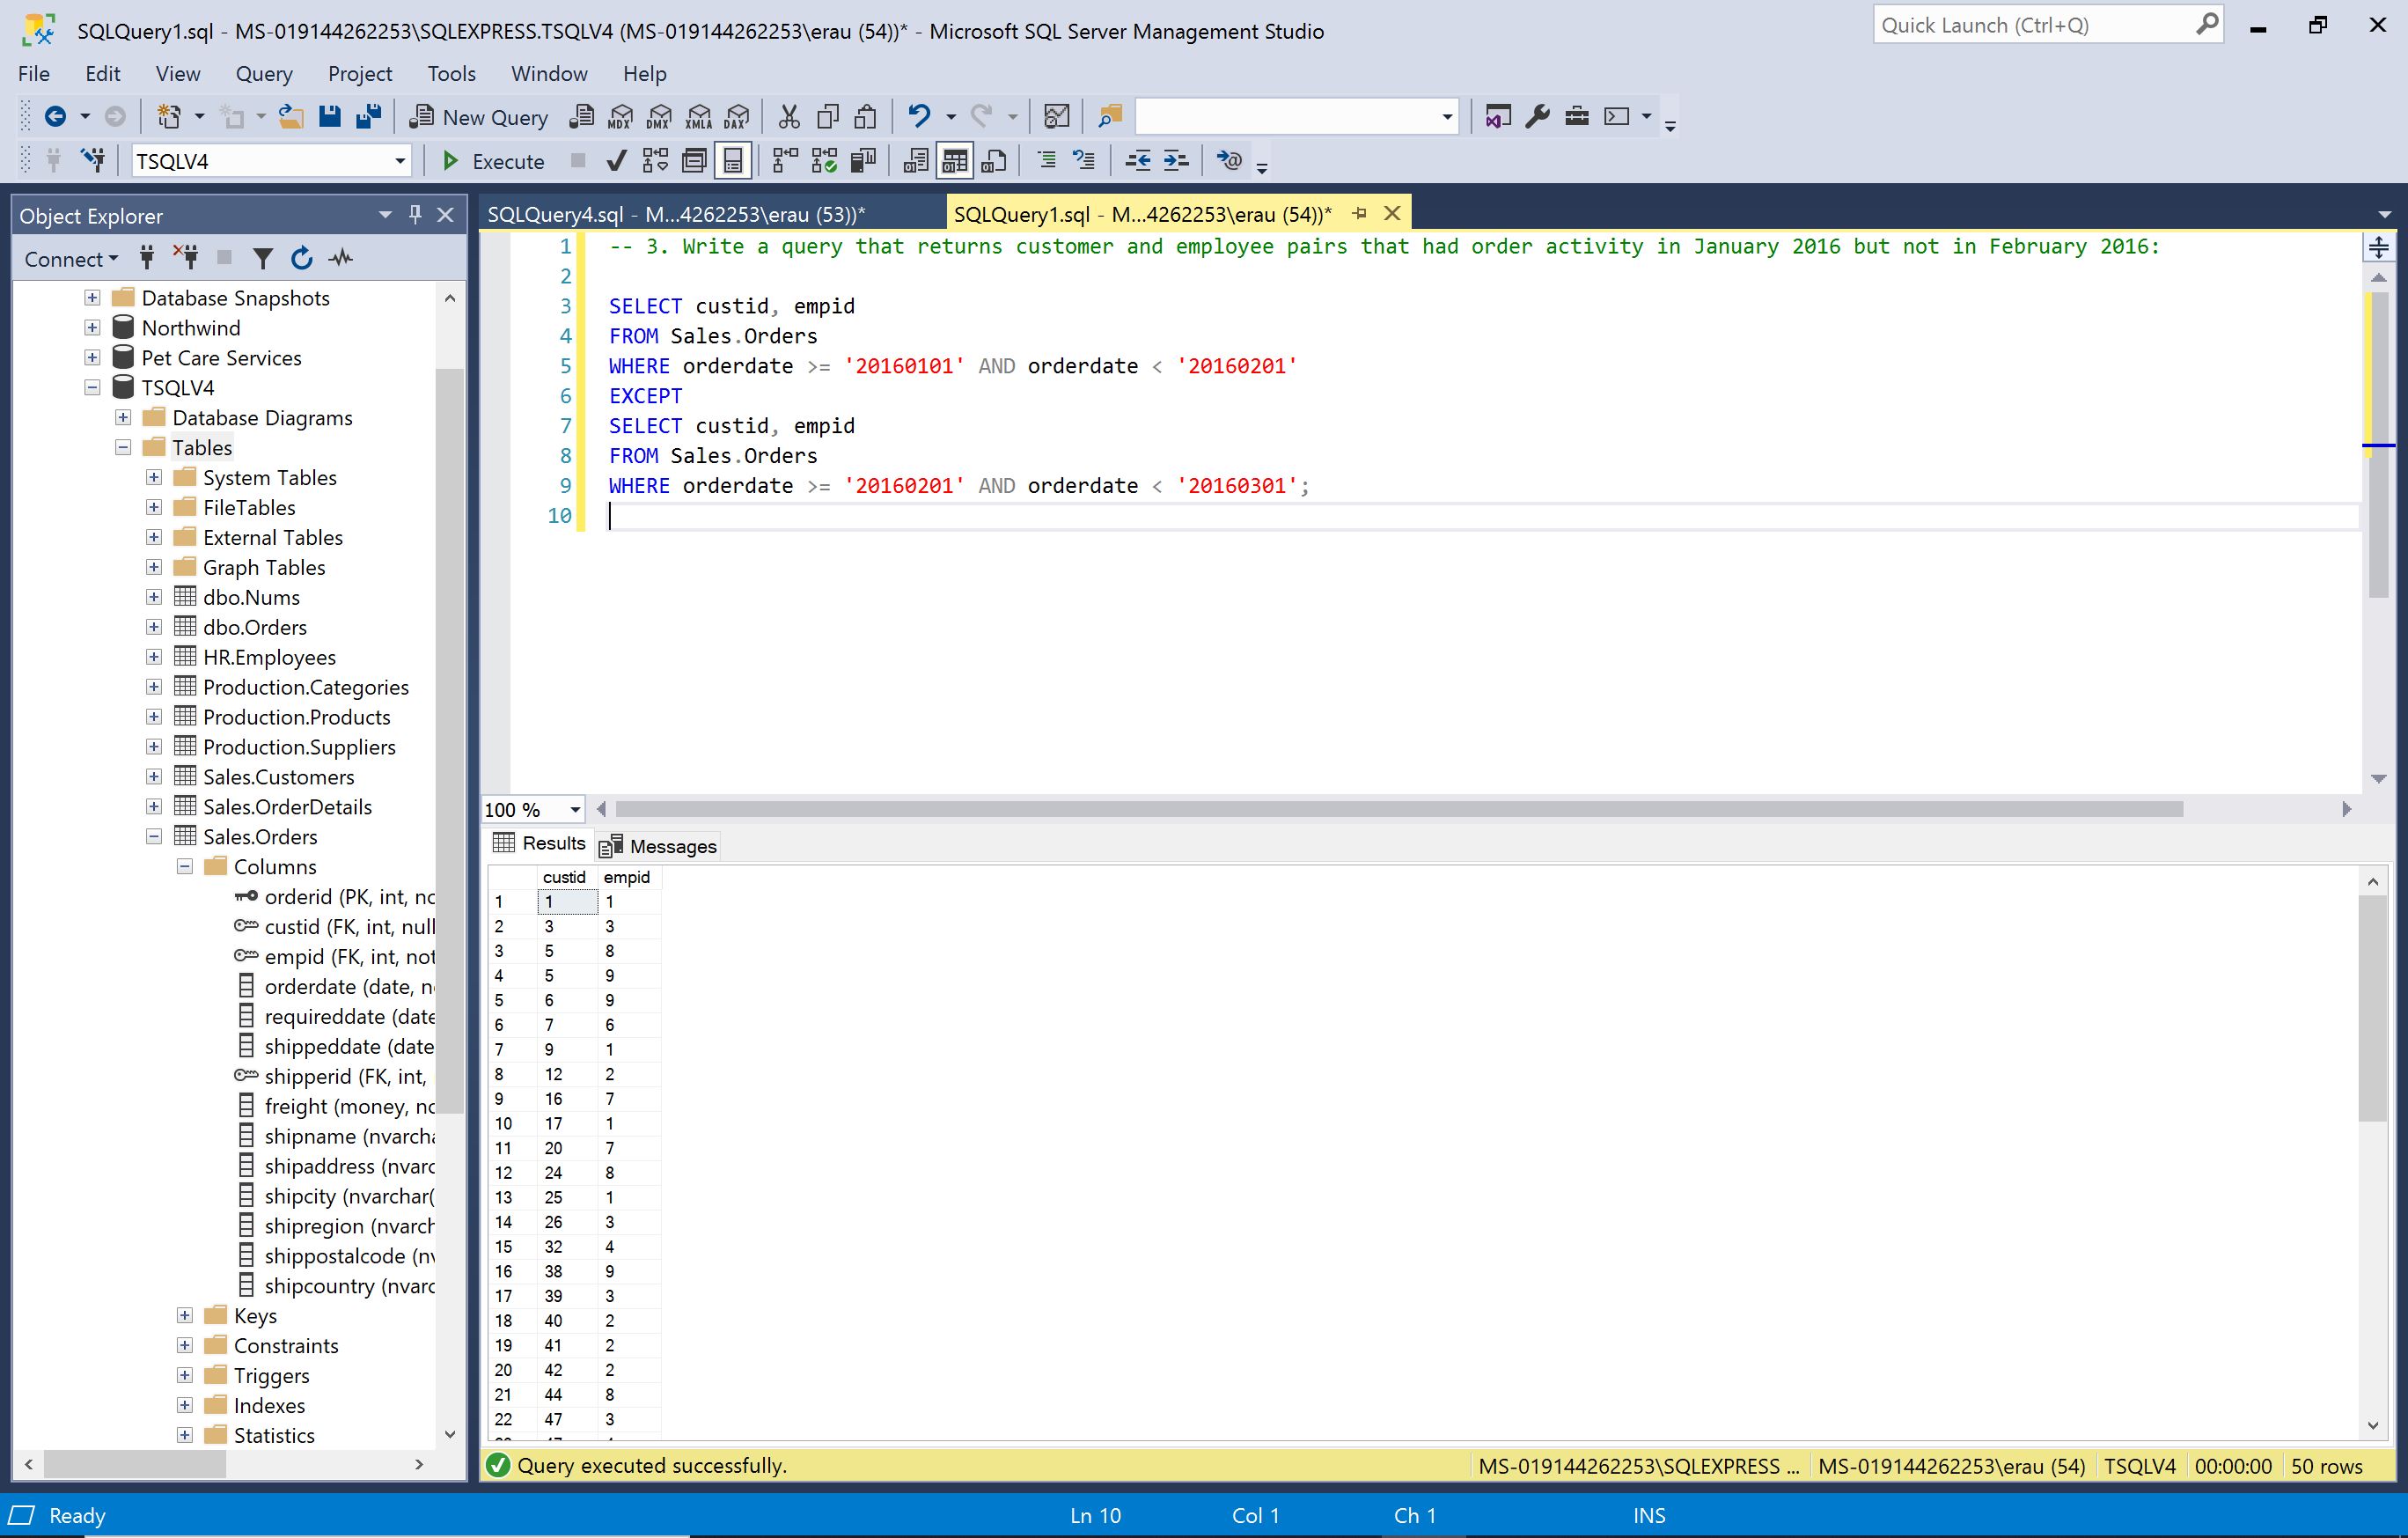 SQLQuery1.sql - MS-019144262253\SQLEXPRESS.TSQLV4 (MS-019144262253\erau (54))* - Microsoft SQL Server Management Studio
Quick Launch (Ctrl+Q)
File Edit View Query Project Tools Window Help
New Query MDX DMX XMLA DAX
TSQLV4 Execute
Object Explorer
Connect
Database Snapshots
Northwind
Pet Care Services
TSQLV4
Database Diagrams
Tables
System Tables
FileTables
External Tables
Graph Tables
dbo.Nums
dbo.Orders
HR.Employees
Production.Categories
Production.Products
Production.Suppliers
Sales.Customers
Sales.OrderDetails
Sales.Orders
Columns
orderid (PK, int, nc
custid (FK, int, null
empid (FK, int, not
orderdate (date, n
requireddate (date
shippeddate (date
shipperid (FK, int,
freight (money, nc
shipname (nvarcha
shipaddress (nvarc
shipcity (nvarchar(
shipregion (nvarch
shippostalcode (nv
shipcountry (nvarc
Keys
Constraints
Triggers
Indexes
Statistics
SQLQuery4.sql - M...4262253\erau (53))* SQLQuery1.sql - M...4262253\erau (54))*
1 -- 3. Write a query that returns customer and employee pairs that had order activity in January 2016 but not in February 2016:
2
3 SELECT custid, empid
4 FROM Sales.Orders
5 WHERE orderdate >= '20160101' AND orderdate < '20160201'
6 EXCEPT
7 SELECT custid, empid
8 FROM Sales.Orders
9 WHERE orderdate >= '20160201' AND orderdate < '20160301';
10
100 %
Results Messages
custid empid
1 1 1
2 3 3
3 5 8
4 5 9
5 6 9
6 7 6
7 9 1
8 12 2
9 16 7
10 17 1
11 20 7
12 24 8
13 25 1
14 26 3
15 32 4
16 38 9
17 39 3
18 40 2
19 41 2
20 42 2
21 44 8
22 47 3
Query executed successfully. MS-019144262253\SQLEXPRESS ... MS-019144262253\erau (54) TSQLV4 00:00:00 50 rows
Ready Ln 10 Col 1 Ch 1 INS